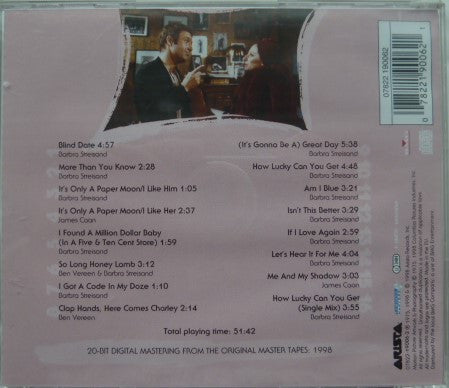 Blind Date 4:57
Barbra Streisand
More Than You Know 2:28
Barbra Streisand
It's Only A Paper Moon/I Like Him 1:05
Barbra Streisand
It's Only A Paper Moon/I Like Her 2:37
James Caan
I Found A Million Dollar Baby
(In A Five & Ten Cent Store) 1:59
Barbra Streisand
So Long Honey Lamb 3:12
Ben Vereen & Barbra Streisand
I Got A Code In My Doze 1:10
Barbra Streisand
Clap Hands, Here Comes Charley 2:14
Ben Vereen
(It's Gonna Be A) Great Day 5:38
Barbra Streisand
How Lucky Can You Get 4:48
Barbra Streisand
Am I Blue 3:21
Barbra Streisand
Isn't This Better 3:29
Barbra Streisand
If I Love Again 2:59
Barbra Streisand
Let's Hear It For Me 4:04
Barbra Streisand
Me And My Shadow 3:03
James Caan
How Lucky Can You Ger
(Single Mix) 3:55
Barbra Streisand
Total playing time: 51:42
20-BIT DIGITAL MASTERING FROM THE ORIGINAL MASTER TAPES: 1998
07822 190062
0 78221 90062 1
ARISTA